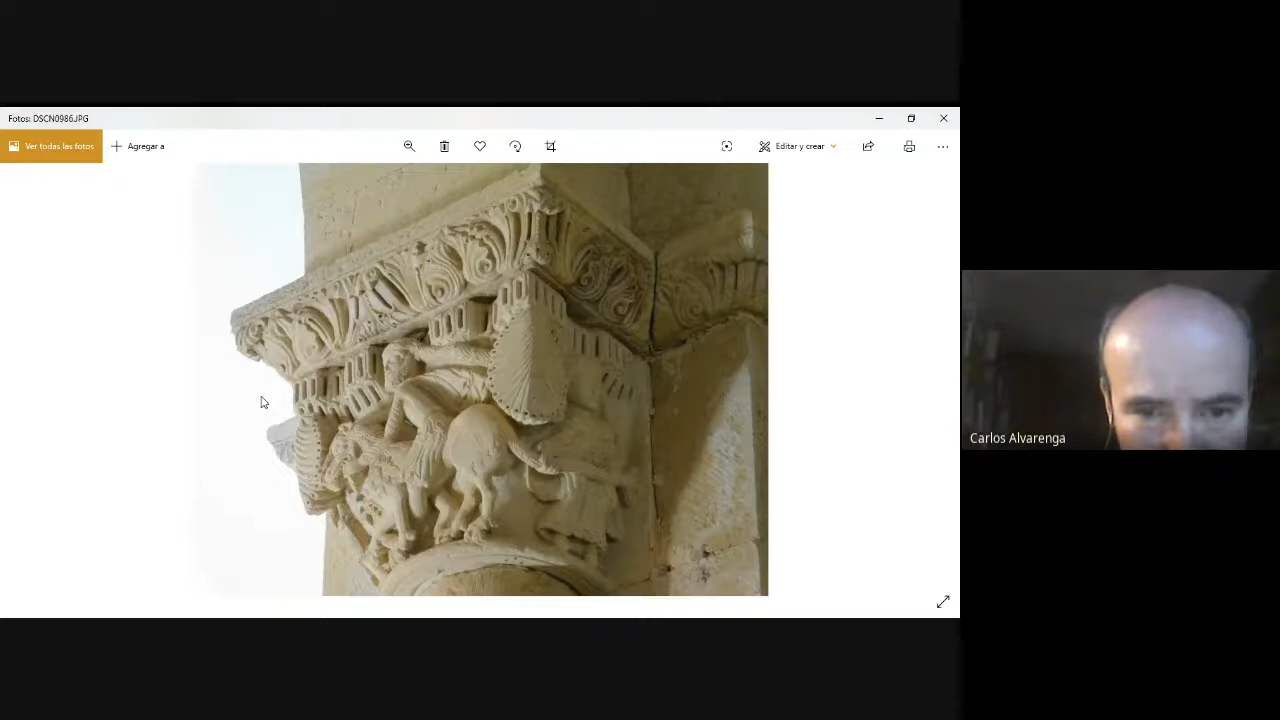 Fotos: DSCN0986.JPG
Ver todas las fotos
Agregar a
Editar y crear
Carlos Alvarenga